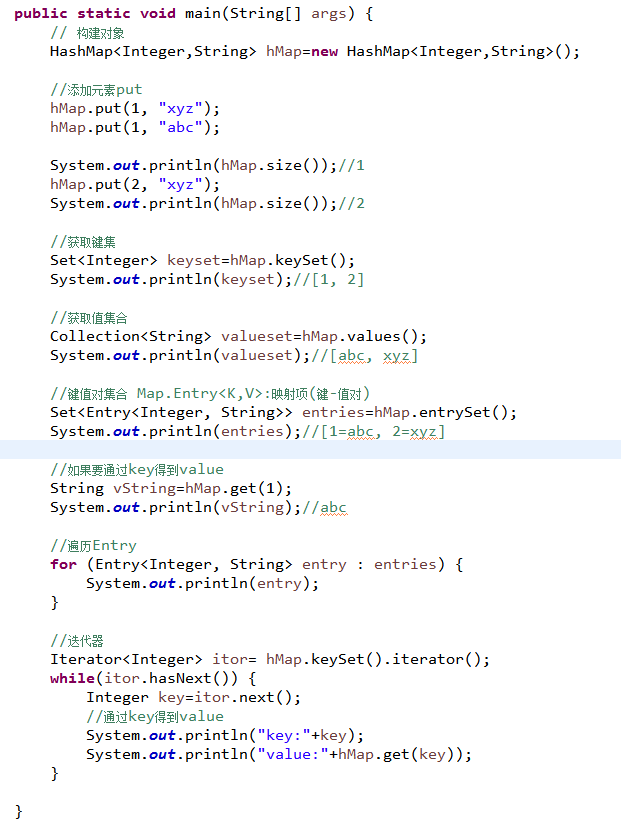 public static void main(String[] args) {
// 构建对象
HashMap<Integer,String> hMap=new HashMap<Integer,String>();
//添加元素put
hMap.put(1, "xyz");
hMap.put(1, "abc");
System.out.println(hMap.size());//1
hMap.put(2, "xyz");
System.out.println(hMap.size());//2
//获取键集
Set<Integer> keyset=hMap.keySet();
System.out.println(keyset);//[1, 2]
//获取值集合
Collection<String> valueset=hMap.values();
System.out.println(valueset);//[abc, xyz]
//键值对集合 Map.Entry<K,V>:映射项(键-值对)
Set<Entry<Integer, String>> entries=hMap.entrySet();
System.out.println(entries);//[1=abc, 2=xyz]
//如果要通过key得到value
String vString=hMap.get(1);
System.out.println(vString);//abc
//遍历Entry
for (Entry<Integer, String> entry : entries) {
System.out.println(entry);
}
//迭代器
Iterator<Integer> itor= hMap.keySet().iterator();
while(itor.hasNext()) {
Integer key=itor.next();
//通过key得到value
System.out.println("key:"+key);
System.out.println("value:"+hMap.get(key));
}
}